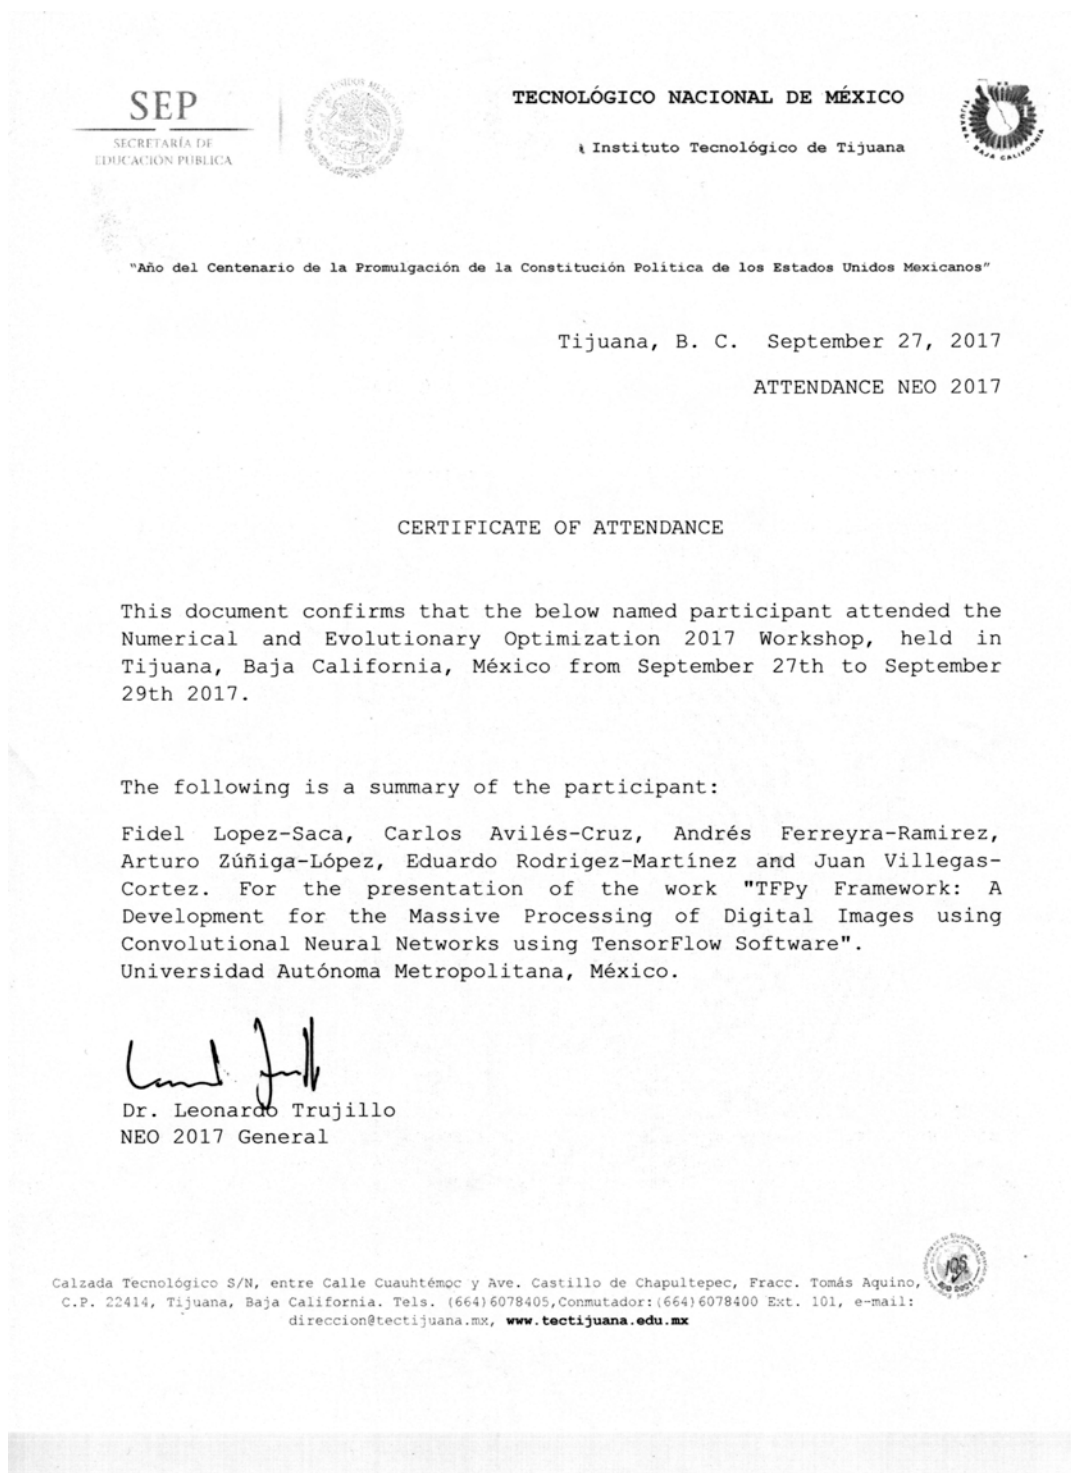 SEP
SECRETARÍA DE
EDUCACIÓN PÚBLICA
ESTADOS UNIDOS MEXICANOS
TECNOLÓGICO NACIONAL DE MÉXICO
Instituto Tecnológico de Tijuana
TIJUANA, BAJA CALIFORNIA
"Año del Centenario de la Promulgación de la Constitución Política de los Estados Unidos Mexicanos"
Tijuana, B. C. September 27, 2017
ATTENDANCE NEO 2017
CERTIFICATE OF ATTENDANCE
This document confirms that the below named participant attended the
Numerical and Evolutionary Optimization 2017 Workshop, held in
Tijuana, Baja California, México from September 27th to September
29th 2017.
The following is a summary of the participant:
Fidel Lopez-Saca, Carlos Avilés-Cruz, Andrés Ferreyra-Ramirez,
Arturo Zúñiga-López, Eduardo Rodrigez-Martínez and Juan Villegas-
Cortez. For the presentation of the work "TFPy Framework: A
Development for the Massive Processing of Digital Images using
Convolutional Neural Networks using TensorFlow Software".
Universidad Autónoma Metropolitana, México.
Dr. Leonardo Trujillo
NEO 2017 General
Calzada Tecnológico S/N, entre Calle Cuauhtémoc y Ave. Castillo de Chapultepec, Fracc. Tomás Aquino,
C.P. 22414, Tijuana, Baja California. Tels. (664)6078405,Conmutador:(664)6078400 Ext. 101, e-mail:
direccion@tectijuana.mx, www.tectijuana.edu.mx